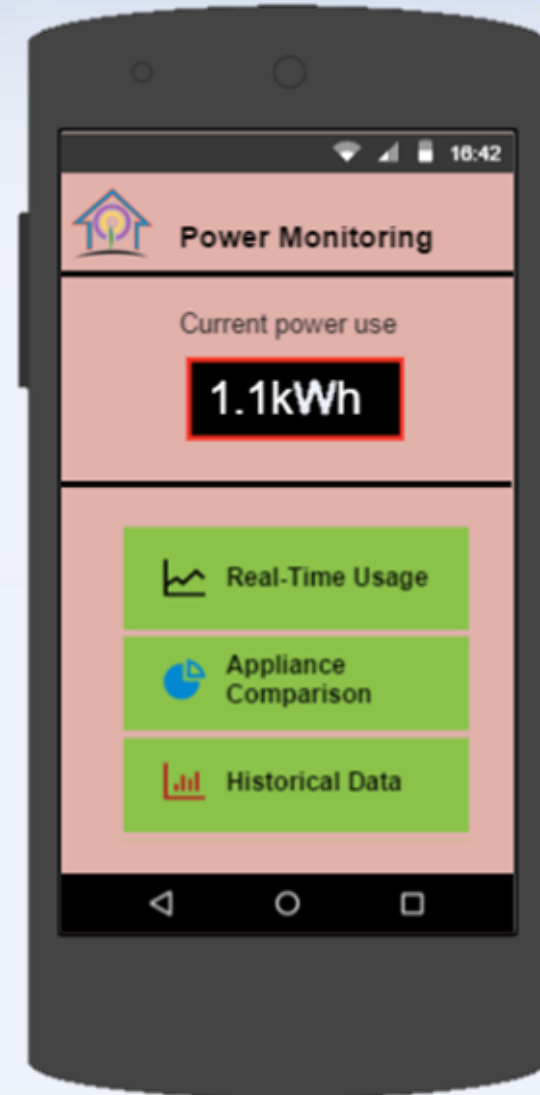 16:42
Power Monitoring
Current power use
1.1kWh
Real-Time Usage
Appliance
Comparison
Historical Data